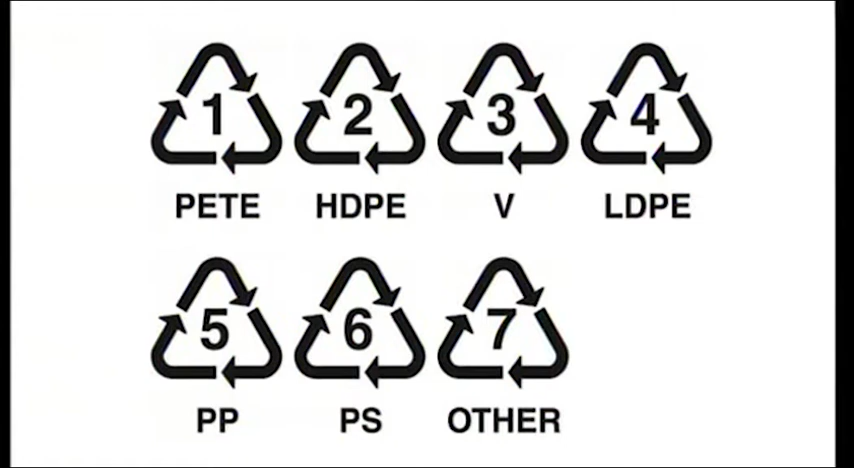 1 2 3 4
PETE HDPE V LDPE
5 6 7
PP PS OTHER